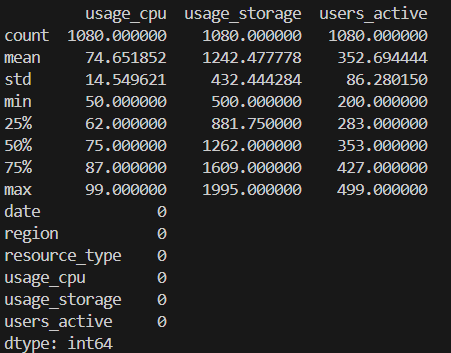 usage_cpu  usage_storage  users_active
count  1080.000000    1080.000000   1080.000000
mean     74.651852    1242.477778    352.694444
std      14.549621     432.444284     86.280150
min      50.000000     500.000000    200.000000
25%      62.000000     881.750000    283.000000
50%      75.000000    1262.000000    353.000000
75%      87.000000    1609.000000    427.000000
max      99.000000    1995.000000    499.000000
date             0
region           0
resource_type    0
usage_cpu        0
usage_storage    0
users_active     0
dtype: int64